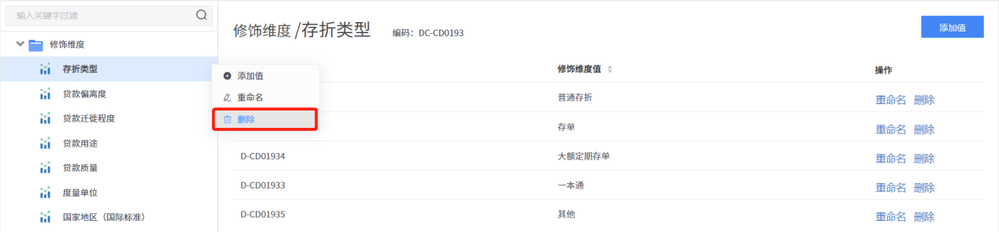 输入关键字过滤
修饰维度
存折类型
贷款偏离度
贷款迁徙程度
贷款用途
贷款质量
度量单位
国家地区（国际标准）
添加值
重命名
删除
修饰维度 /存折类型 编码：DC-CD0193
添加值
修饰维度值 操作
普通存折 重命名 删除
存单 重命名 删除
D-CD01934 大额定期存单 重命名 删除
D-CD01933 一本通 重命名 删除
D-CD01935 其他 重命名 删除